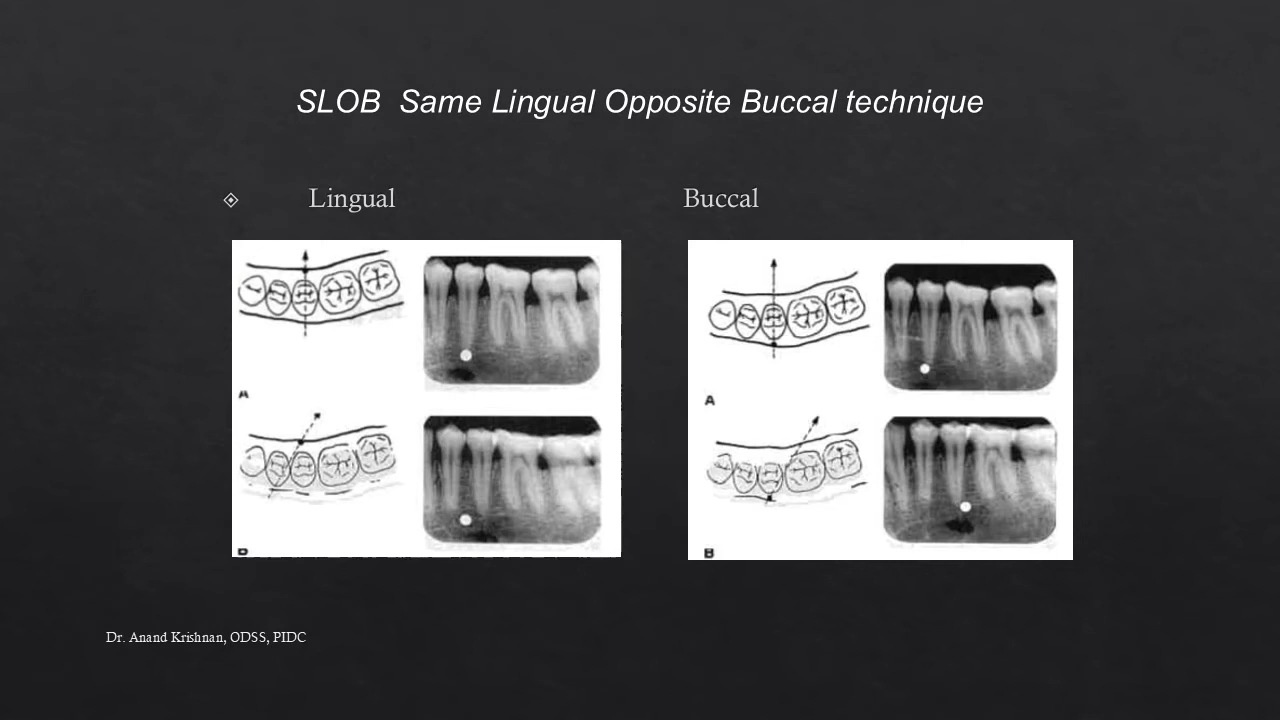 SLOB Same Lingual Opposite Buccal technique
Lingual Buccal
A
A
B
Dr. Anand Krishnan, ODSS, PIDC